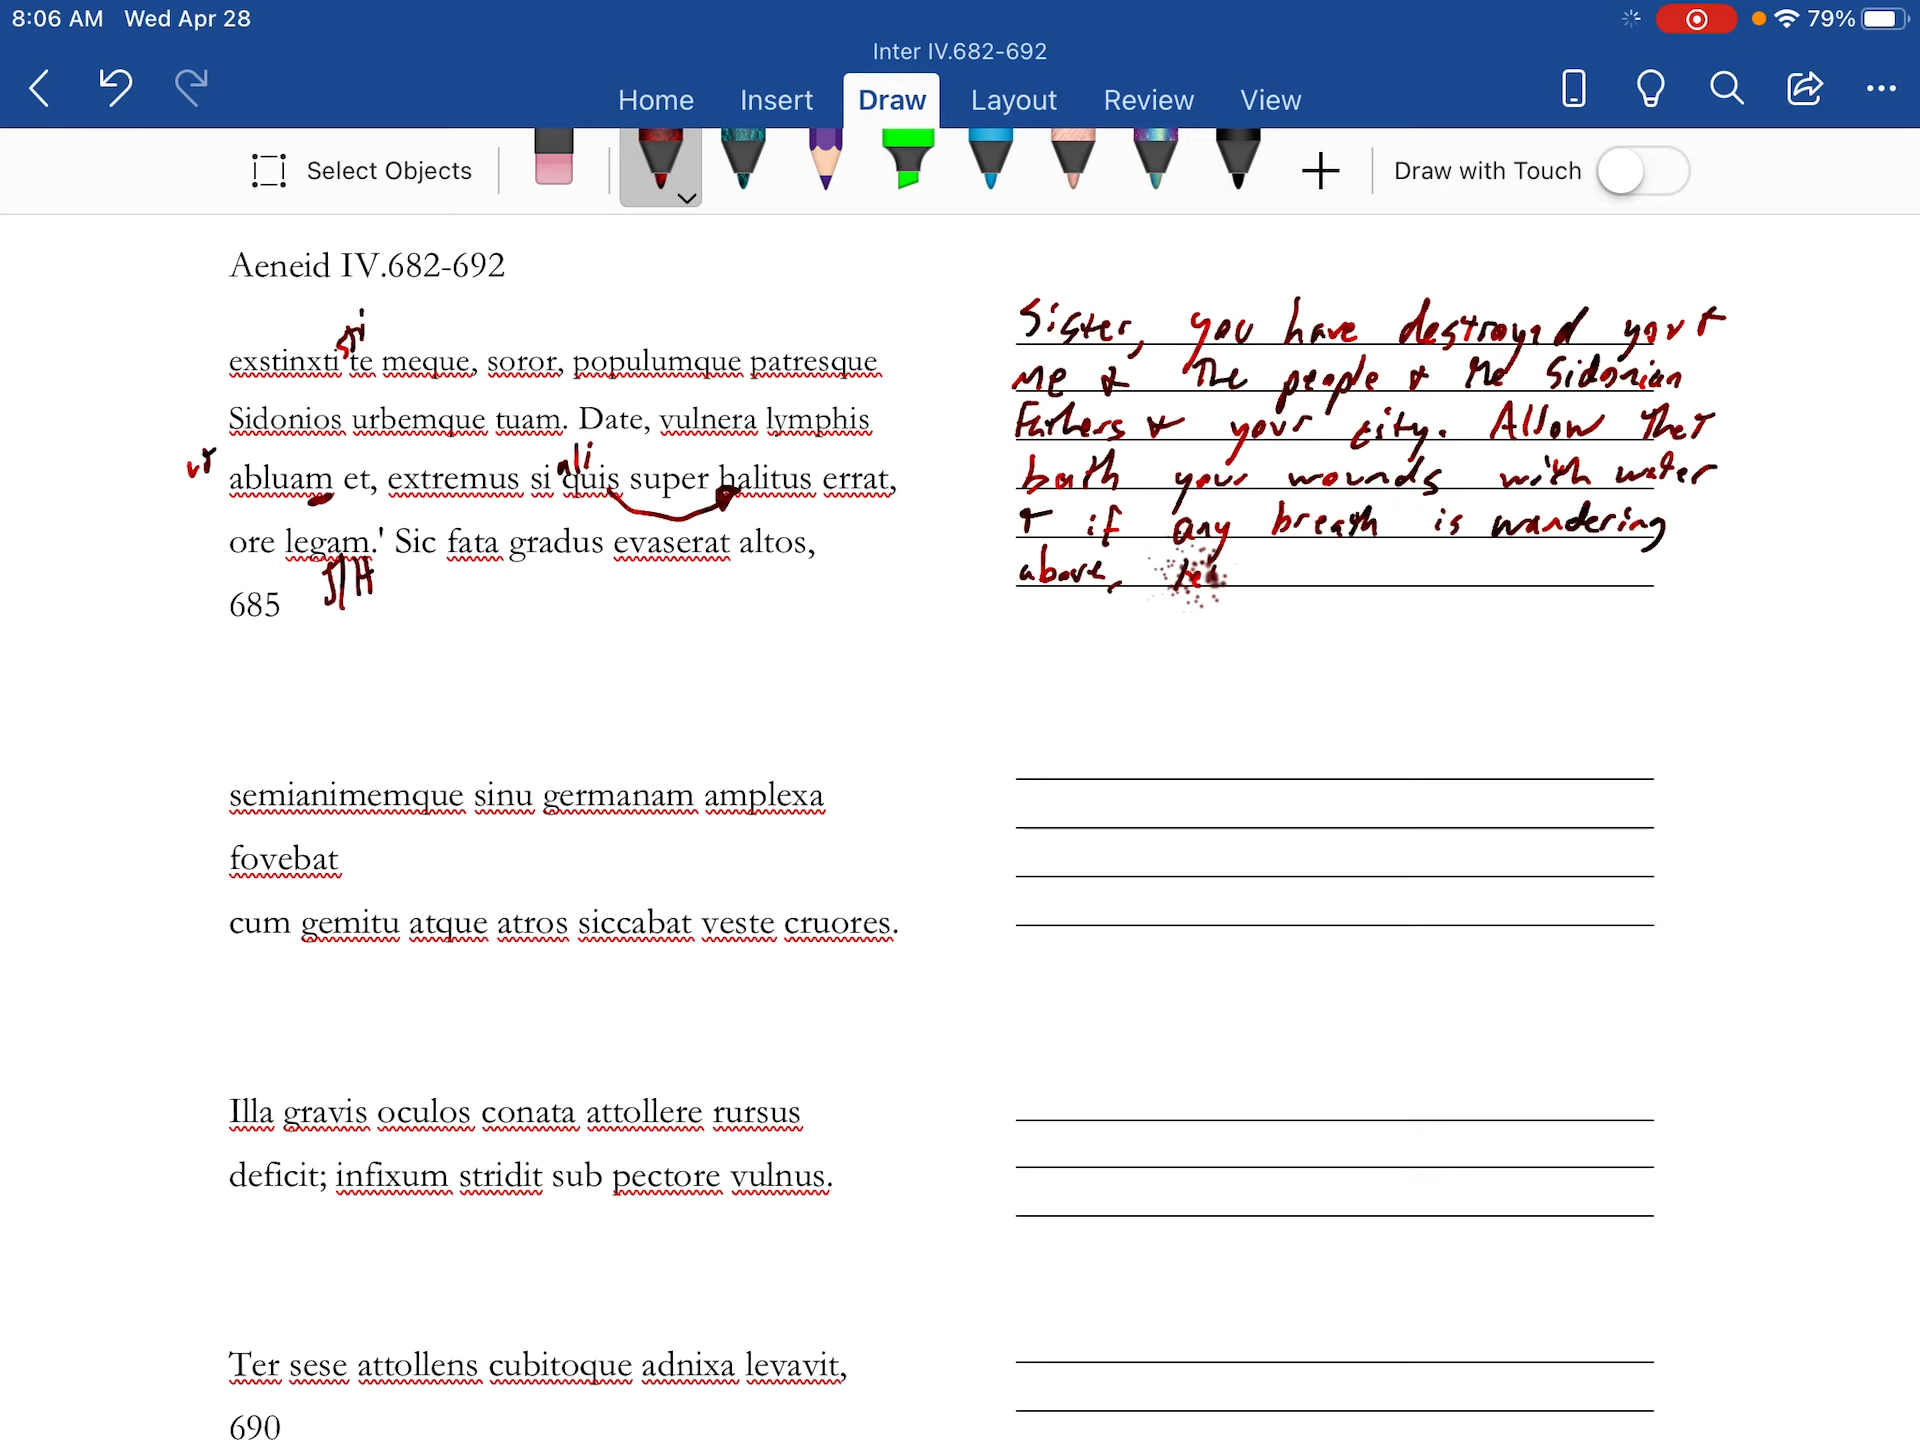 8:06 AM Wed Apr 28
79%
Inter IV.682-692
Home Insert Draw Layout Review View
Select Objects
Draw with Touch
Aeneid IV.682-692
sti
exstinxti te meque, soror, populumque patresque
Sidonios urbemque tuam. Date, vulnera lymphis
ali
abluam et, extremus si quis super halitus errat,
ore legam.' Sic fata gradus evaserat altos,
685
Sister, you have destroyed you +
me & the people & the Sidonian
Fathers & your city. Allow that
bath your wounds with water
+ if any breath is wandering
above,
semianimemque sinu germanam amplexa
fovebat
cum gemitu atque atros siccabat veste cruores.
Illa gravis oculos conata attollere rursus
deficit; infixum stridit sub pectore vulnus.
Ter sese attollens cubitoque adnixa levavit,
690